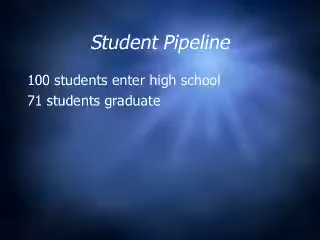 Student Pipeline
100 students enter high school
71 students graduate